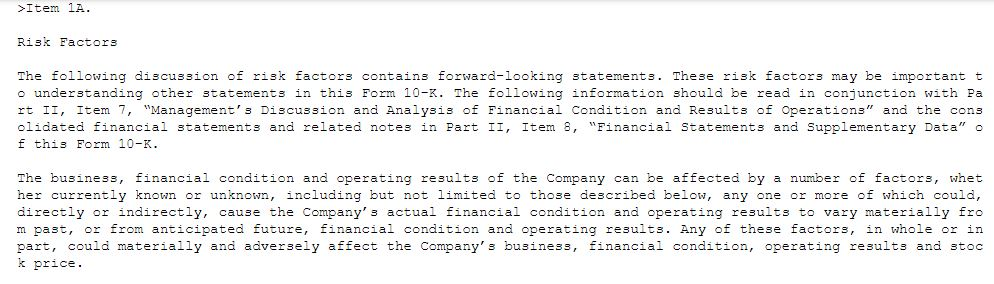 >Item 1A.
Risk Factors
The following discussion of risk factors contains forward-looking statements. These risk factors may be important t
o understanding other statements in this Form 10-K. The following information should be read in conjunction with Pa
rt II, Item 7, “Management’s Discussion and Analysis of Financial Condition and Results of Operations” and the cons
olidated financial statements and related notes in Part II, Item 8, “Financial Statements and Supplementary Data” o
f this Form 10-K.
The business, financial condition and operating results of the Company can be affected by a number of factors, whet
her currently known or unknown, including but not limited to those described below, any one or more of which could,
directly or indirectly, cause the Company’s actual financial condition and operating results to vary materially fro
m past, or from anticipated future, financial condition and operating results. Any of these factors, in whole or in
part, could materially and adversely affect the Company’s business, financial condition, operating results and stoc
k price.